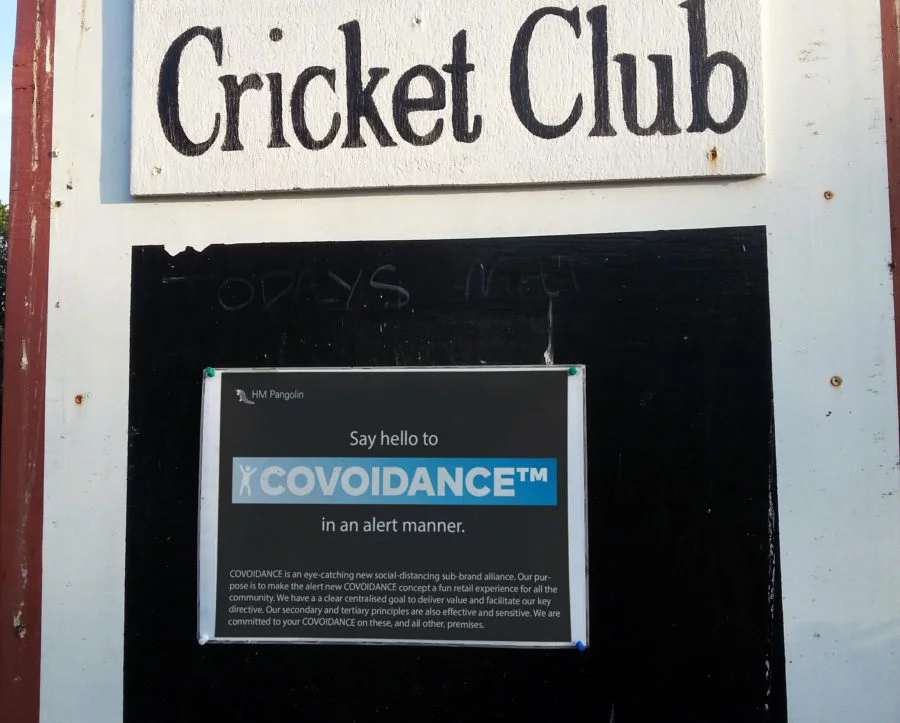 Cricket Club
TODAYS
HM Pangolin
Say hello to
COVOIDANCE™
in an alert manner.
COVOIDANCE is an eye-catching new social-distancing sub-brand alliance. Our pur-
pose is to make the alert new COVOIDANCE concept a fun retail experience for all the
community. We have a a clear centralised goal to deliver value and facilitate our key
directive. Our secondary and tertiary principles are also effective and sensitive. We are
committed to your COVOIDANCE on these, and all other, premises.